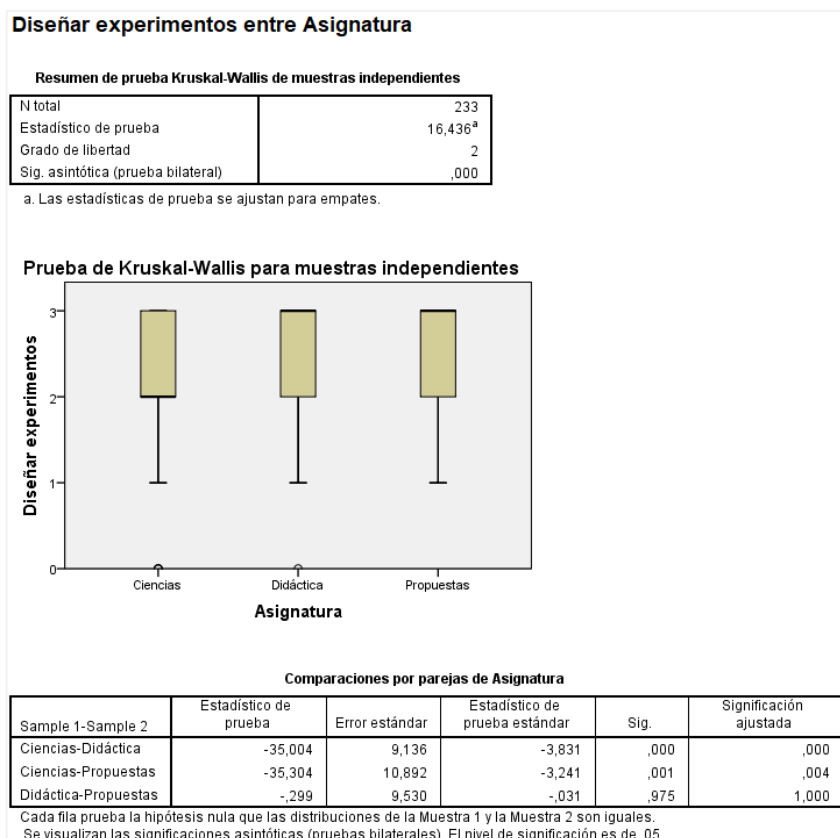 Diseñar experimentos entre Asignatura
Resumen de prueba Kruskal-Wallis de muestras independientes
N total 233
Estadístico de prueba 16,436a
Grado de libertad 2
Sig. asintótica (prueba bilateral) ,000
a. Las estadísticas de prueba se ajustan para empates.
Prueba de Kruskal-Wallis para muestras independientes
Diseñar experimentos
3
2
1
0
Ciencias Didáctica Propuestas
Asignatura
Comparaciones por parejas de Asignatura
Sample 1-Sample 2 Estadístico de prueba Error estándar Estadístico de prueba estándar Sig. Significación ajustada
Ciencias-Didáctica -35,004 9,136 -3,831 ,000 ,000
Ciencias-Propuestas -35,304 10,892 -3,241 ,001 ,004
Didáctica-Propuestas -,299 9,530 -,031 ,975 1,000
Cada fila prueba la hipótesis nula que las distribuciones de la Muestra 1 y la Muestra 2 son iguales.
Se visualizan las significaciones asintóticas (pruebas bilaterales). El nivel de significación es de ,05.